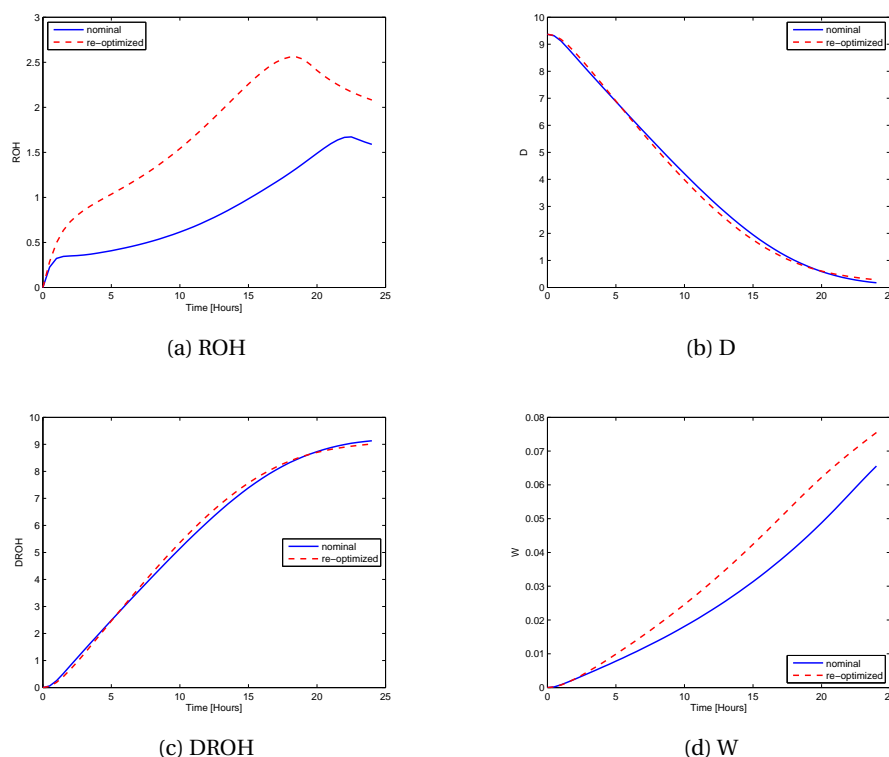 3
2.5
2
1.5
1
0.5
0
ROH
nominal
re-optimized
0 5 10 15 20 25
Time [Hours]
(a) ROH
10
9
8
7
6
5
4
3
2
1
0
D
nominal
re-optimized
0 5 10 15 20 25
Time [Hours]
(b) D
10
9
8
7
6
5
4
3
2
1
0
DROH
nominal
re-optimized
0 5 10 15 20 25
Time [Hours]
(c) DROH
0.08
0.07
0.06
0.05
0.04
0.03
0.02
0.01
0
W
nominal
re-optimized
0 5 10 15 20 25
Time [Hours]
(d) W